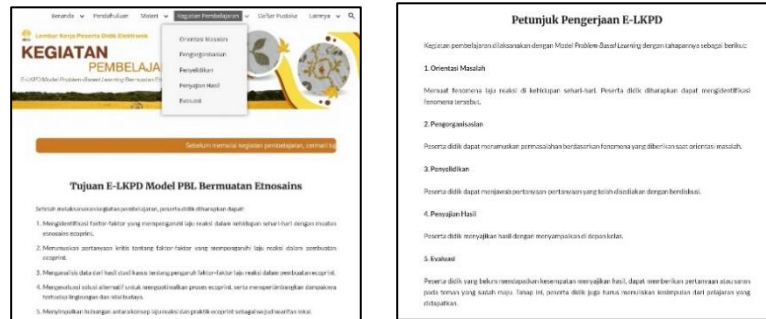 Beranda Pendahuluan Materi Kegiatan Pembelajaran Daftar Pustaka Lainnya
Orientasi Masalah
Pengorganisasian
Penyelidikan
Penyajian Hasil
Evaluasi
Lembar Kerja Peserta Didik Elektronik
KEGIATAN
PEMBELAJA
E-LKPD Model Problem Based Learning Bermuatan
Sebelum memulai kegiatan pembelajaran, cermati
Tujuan E-LKPD Model PBL Bermuatan Etnosains
Setelah melaksanakan kegiatan pembelajaran, peserta didik diharapkan dapat:
1. Mengidentifikasi faktor-faktor yang mempengaruhi laju reaksi dalam kehidupan sehari-hari dengan muatan
etnosains ecoprint.
2. Merumuskan pertanyaan kritis tentang faktor-faktor yang mempengaruhi laju reaksi dalam pembuatan
ecoprint.
3. Menganalisis data dari hasil studi kasus tentang pengaruh faktor-faktor laju reaksi dalam pembuatan ecoprint.
4. Mengevaluasi solusi alternatif untuk mengoptimalkan proses ecoprint, serta mempertimbangkan dampaknya
terhadap lingkungan dan nilai budaya.
5. Menyimpulkan hubungan antara konsep laju reaksi dan praktik ecoprint sebagai wujud kearifan lokal.
Petunjuk Pengerjaan E-LKPD
Kegiatan pembelajaran dilaksanakan dengan Model Problem Based Learning dengan tahapannya sebagai berikut:
1. Orientasi Masalah
Memuat fenomena laju reaksi di kehidupan sehari-hari. Peserta didik diharapkan dapat mengidentifikasi
fenomena tersebut.
2. Pengorganisasian
Peserta didik dapat merumuskan permasalahan berdasarkan fenomena yang diberikan saat orientasi masalah.
3. Penyelidikan
Peserta didik dapat menjawab pertanyaan-pertanyaan yang telah disediakan dengan berdiskusi.
4. Penyajian Hasil
Peserta didik menyajikan hasil dengan menyampaikan di depan kelas.
5. Evaluasi
Peserta didik yang belum mendapatkan kesempatan menyajikan hasil, dapat memberikan pertanyaan atau saran
pada teman yang sudah maju. Tahap ini, peserta didik juga harus menuliskan kesimpulan dari pelajaran yang
didapatkan.